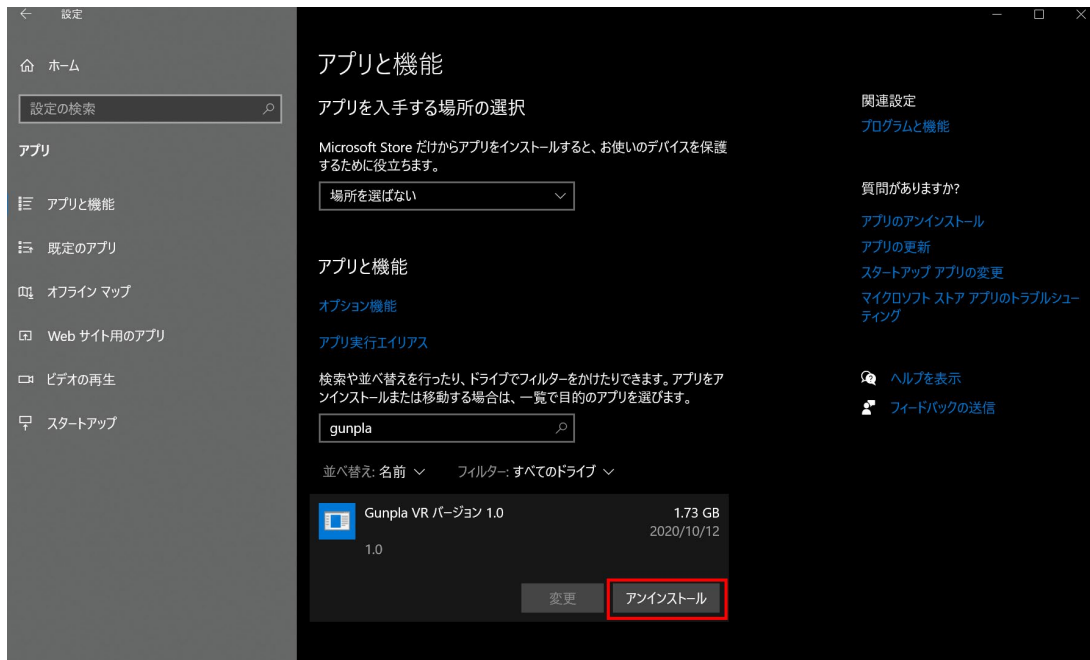 設定
ホーム
設定の検索
アプリ
アプリと機能
既定のアプリ
オフライン マップ
Web サイト用のアプリ
ビデオの再生
スタートアップ
アプリと機能
アプリを入手する場所の選択
Microsoft Store だけからアプリをインストールすると、お使いのデバイスを保護
するために役立ちます。
場所を選ばない
アプリと機能
オプション機能
アプリ実行エイリアス
検索や並べ替えを行ったり、ドライブでフィルターをかけたりできます。アプリをア
ンインストールまたは移動する場合は、一覧で目的のアプリを選びます。
gunpla
並べ替え: 名前 フィルター: すべてのドライブ
Gunpla VR バージョン 1.0 1.73 GB
2020/10/12
1.0
変更 アンインストール
関連設定
プログラムと機能
質問がありますか?
アプリのアンインストール
アプリの更新
スタートアップ アプリの変更
マイクロソフト ストア アプリのトラブルシュー
ティング
ヘルプを表示
フィードバックの送信